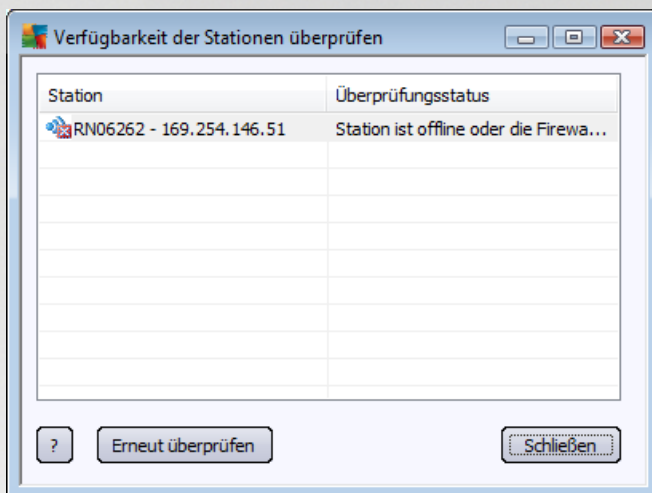 Verfügbarkeit der Stationen überprüfen
Station Überprüfungsstatus
RN06262 - 169.254.146.51 Station ist offline oder die Firewa...
? Erneut überprüfen Schließen